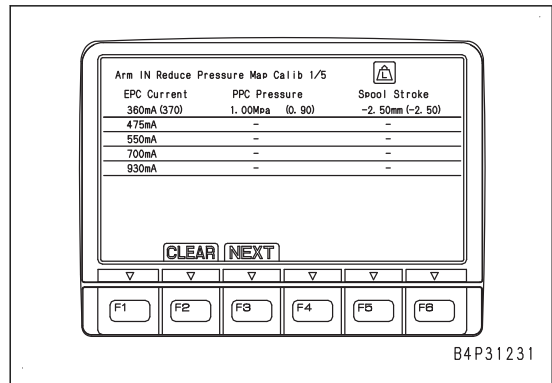 Arm IN Reduce Pressure Map Calib 1/5 L
EPC Current PPC Pressure Spool Stroke
360mA (370) 1.00Mpa (0.90) -2.50mm (-2.50)
475mA - -
550mA - -
700mA - -
930mA - -
CLEAR NEXT
F1 F2 F3 F4 F5 F6
B4P31231